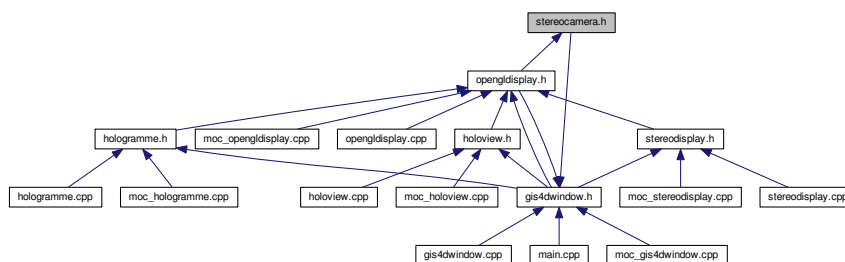 stereocamera.h
opengldisplay.h
hologramme.h
moc_opengldisplay.cpp
opengldisplay.cpp
holoview.h
stereodisplay.h
hologramme.cpp
moc_hologramme.cpp
holoview.cpp
moc_holoview.cpp
gis4dwindow.h
moc_stereodisplay.cpp
stereodisplay.cpp
gis4dwindow.cpp
main.cpp
moc_gis4dwindow.cpp